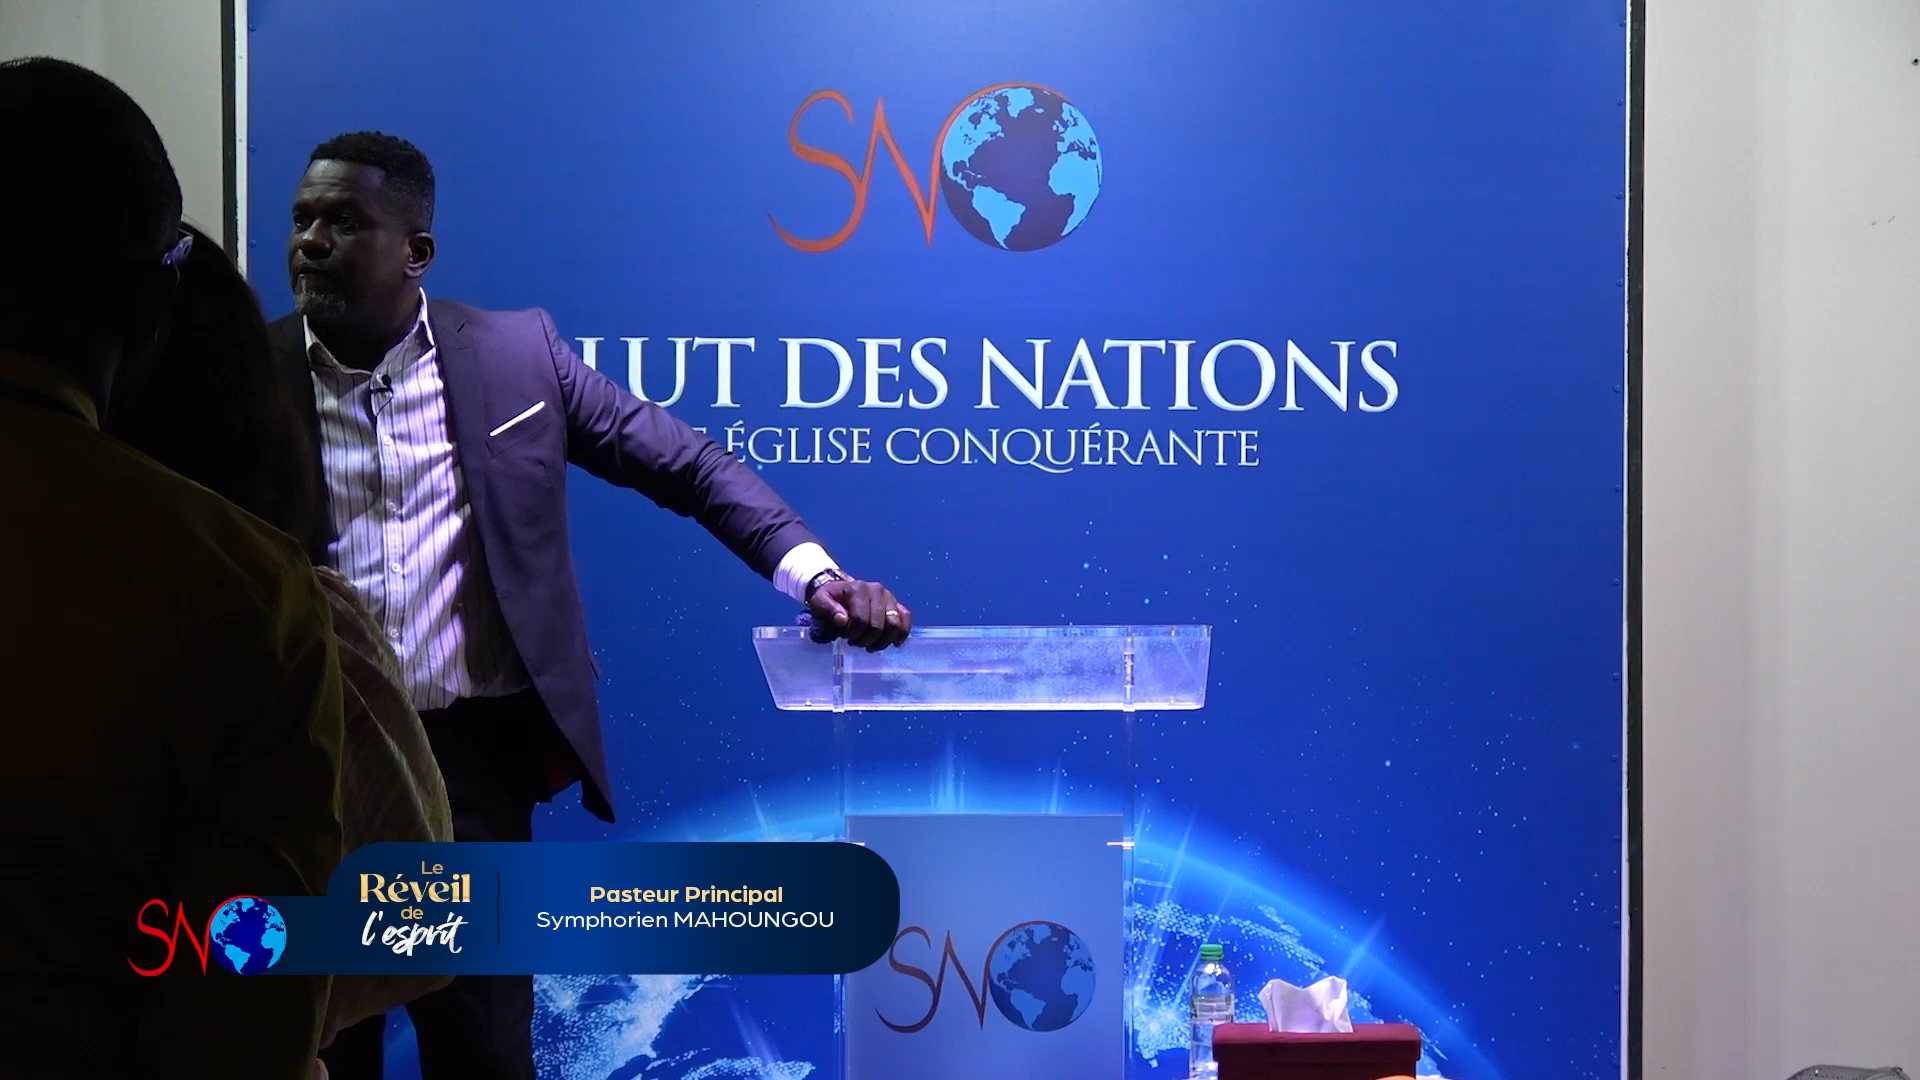 SN
LUT DES NATIONS
ÉGLISE CONQUÉRANTE
Le
Réveil
de
l'esprit
Pasteur Principal
Symphorien MAHOUNGOU
SN
SN